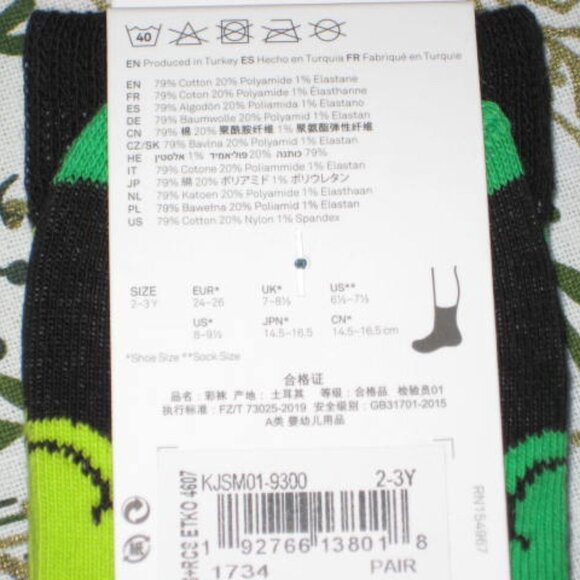 40
EN Produced in Turkey ES Hecho en Turquía FR Fabriqué en Turquie
EN 79% Cotton 20% Polyamide 1% Elastane
FR 79% Coton 20% Polyamide 1% Élasthanne
ES 79% Algodón 20% Poliamida 1% Elastano
DE 79% Baumwolle 20% Polyamid 1% Elastan
CN 79% 棉 20% 聚酰胺纤维 1% 聚氨酯弹性纤维
CZ/SK 79% Bavlna 20% Polyamid 1% Elastan
HE 79% כותנה 20% פוליאמיד 1% אלסטין
IT 79% Cotone 20% Poliammide 1% Elastan
JP 79% 綿 20% ポリアミド 1% ポリウレタン
NL 79% Katoen 20% Polyamide 1% Elasthaan
PL 79% Bawełna 20% Poliamid 1% Elastan
US 79% Cotton 20% Nylon 1% Spandex
SIZE EUR* UK* US**
2-3Y 24-26 7-8½ 6½-7½
US* JPN* CN*
8-9½ 14.5-16.5 14.5-16.5 cm
*Shoe Size **Sock Size
合格证
品名: 彩袜 产地: 土耳其 等级: 合格品 检验员01
执行标准: FZ/T 73025-2019 安全级别: GB31701-2015
A类 婴幼儿用品
KJSM01-9300 2-3Y
1 92766 13801 8
1734 PAIR
+RCS ETKO 4607
RN154967